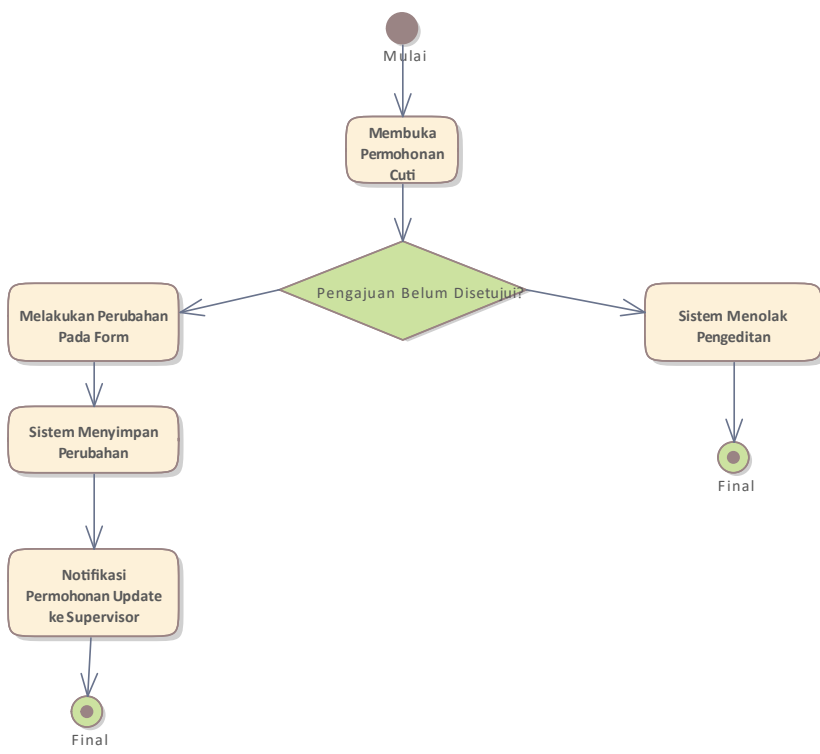 Mulai
Membuka
Permohonan
Cuti
Pengajuan Belum Disetujui?
Melakukan Perubahan
Pada Form
Sistem Menolak
Pengeditan
Sistem Menyimpan
Perubahan
Final
Notifikasi
Permohonan Update
ke Supervisor
Final